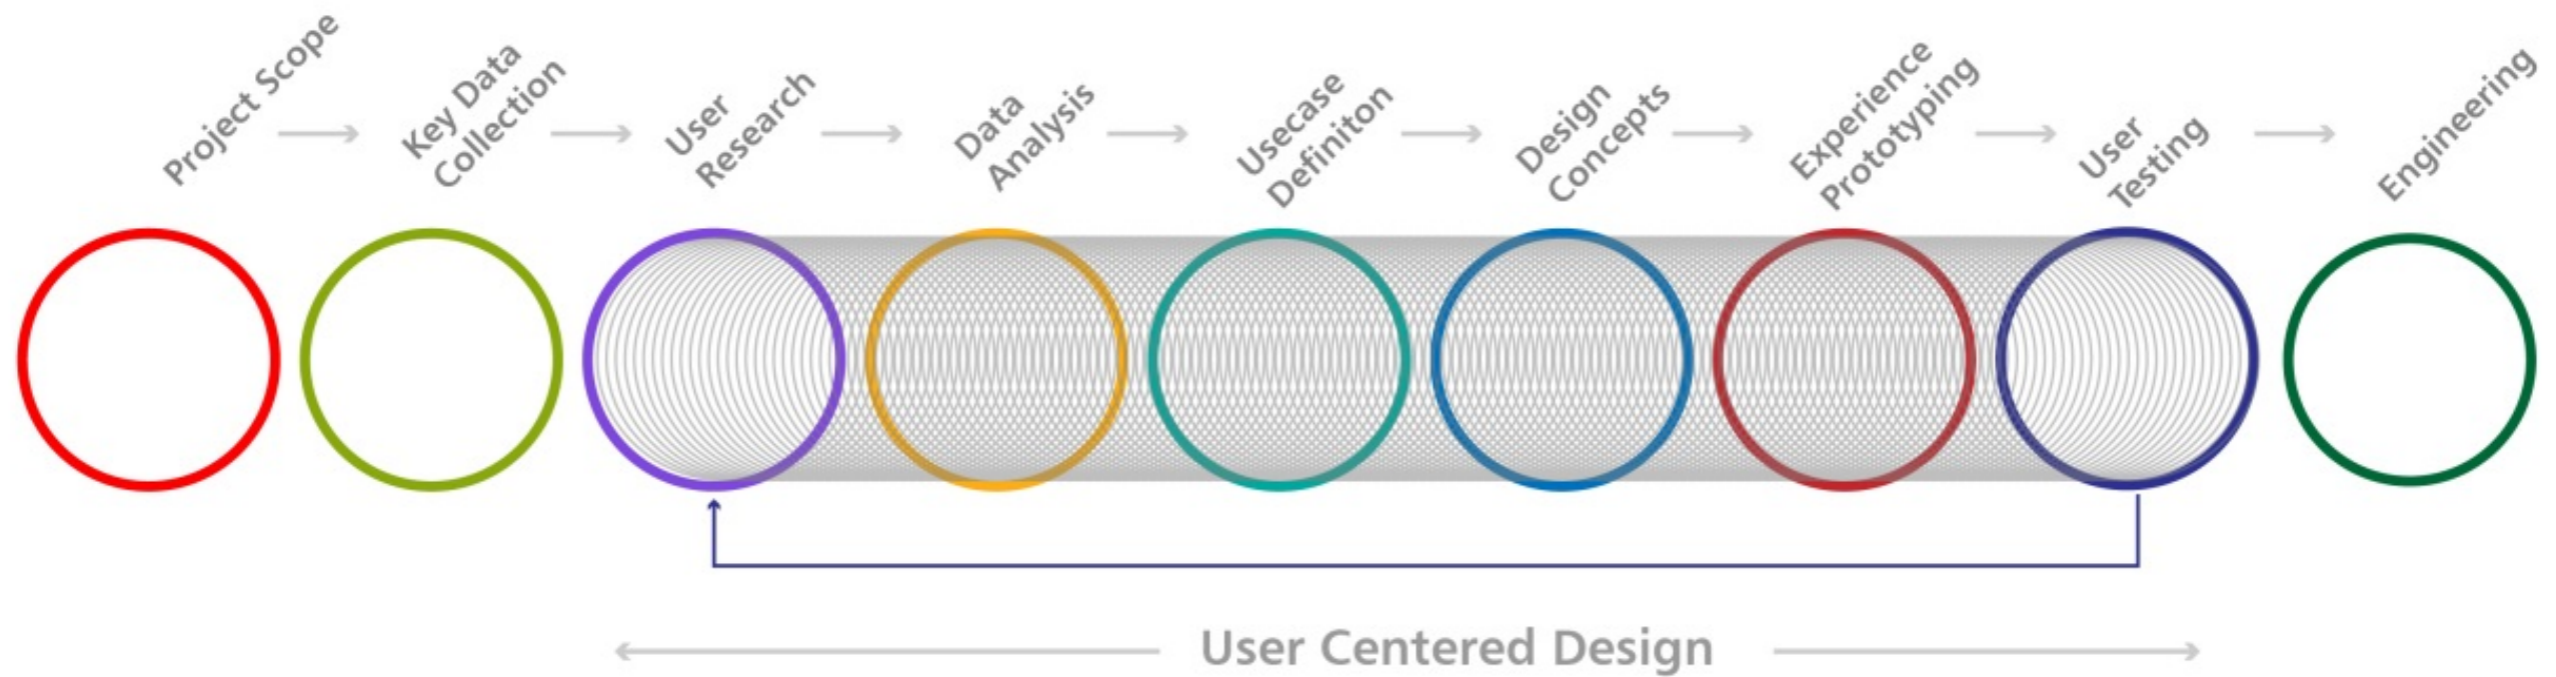 Project Scope
Key Data
Collection
User
Research
Data
Analysis
Usecase
Definiton
Design
Concepts
Experience
Prototyping
User
Testing
Engineering
User Centered Design